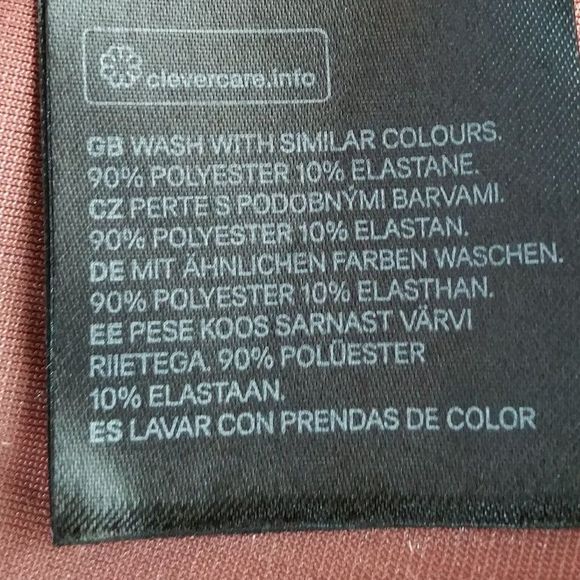 clevercare.info
GB WASH WITH SIMILAR COLOURS.
90% POLYESTER 10% ELASTANE.
CZ PERTE S PODOBNÝMI BARVAMI.
90% POLYESTER 10% ELASTAN.
DE MIT ÄHNLICHEN FARBEN WASCHEN.
90% POLYESTER 10% ELASTHAN.
EE PESE KOOS SARNAST VÄRVI
RIIETEGA. 90% POLÜESTER
10% ELASTAAN.
ES LAVAR CON PRENDAS DE COLOR